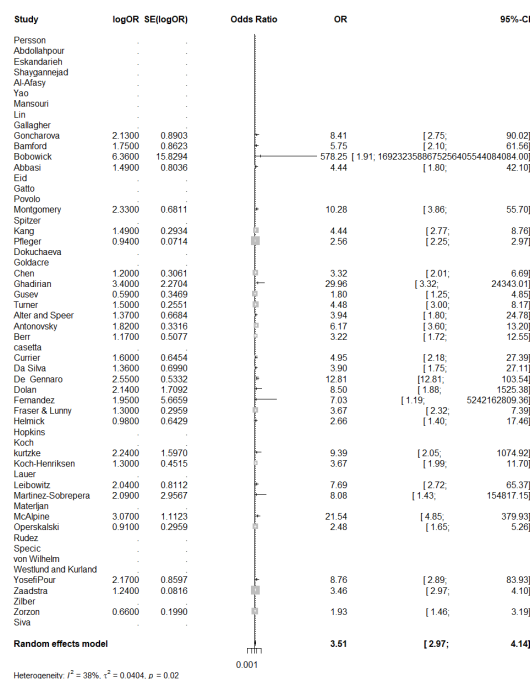 Study logOR SE(logOR) Odds Ratio OR 95%-CI
Persson . .
Abdollahpour . .
Eskandarieh . .
Shaygannejad . .
Al-Afasy . .
Yao . .
Mansouri . .
Lin . .
Gallagher . .
Goncharova 2.1300 0.8903 8.41 [ 2.75; 90.02]
Bamford 1.7500 0.8623 5.75 [ 2.10; 61.56]
Bobowick 6.3600 15.8294 578.25 [ 1.91; 16923235886752564055440840​84.00]
Abbasi 1.4900 0.8036 4.44 [ 1.80; 42.10]
Eid . .
Gatto . .
Povolo . .
Montgomery 2.3300 0.6811 10.28 [ 3.86; 55.70]
Spitzer . .
Kang 1.4900 0.2934 4.44 [ 2.77; 8.76]
Pfleger 0.9400 0.0714 2.56 [ 2.25; 2.97]
Dokuchaeva . .
Goldacre . .
Chen 1.2000 0.3061 3.32 [ 2.01; 6.69]
Ghadirian 3.4000 2.2704 29.96 [ 3.32; 24343.01]
Gusev 0.5900 0.3469 1.80 [ 1.25; 4.85]
Turner 1.5000 0.2551 4.48 [ 3.00; 8.17]
Alter and Speer 1.3700 0.6684 3.94 [ 1.80; 24.78]
Antonovsky 1.8200 0.3316 6.17 [ 3.60; 13.20]
Berr 1.1700 0.5077 3.22 [ 1.72; 12.55]
casetta . .
Currier 1.6000 0.6454 4.95 [ 2.18; 27.39]
Da Silva 1.3600 0.6990 3.90 [ 1.75; 27.11]
De Gennaro 2.5500 0.5332 12.81 [12.81; 103.54]
Dolan 2.1400 1.7092 8.50 [ 1.88; 1525.38]
Fernandez 1.9500 5.6659 7.03 [ 1.19; 5242162809.36]
Fraser & Lunny 1.3000 0.2959 3.67 [ 2.32; 7.39]
Helmick 0.9800 0.6429 2.66 [ 1.40; 17.46]
Hopkins . .
Koch . .
kurtzke 2.2400 1.5970 9.39 [ 2.05; 1074.92]
Koch-Henriksen 1.3000 0.4515 3.67 [ 1.99; 11.70]
Lauer . .
Leibowitz 2.0400 0.8112 7.69 [ 2.72; 65.37]
Martinez-Sobrepera 2.0900 2.9567 8.08 [ 1.43; 154817.15]
Materljan . .
McAlpine 3.0700 1.1123 21.54 [ 4.85; 379.93]
Operskalski 0.9100 0.2959 2.48 [ 1.65; 5.26]
Rudez . .
Specic . .
von Wilhelm . .
Westlund and Kurland . .
YosefiPour 2.1700 0.8597 8.76 [ 2.89; 83.93]
Zaadstra 1.2400 0.0816 3.46 [ 2.97; 4.10]
Zilber . .
Zorzon 0.6600 0.1990 1.93 [ 1.46; 3.19]
Siva . .
Random effects model 3.51 [ 2.97; 4.14]
0.001
Heterogeneity: I² = 38%, τ² = 0.0404, p = 0.02